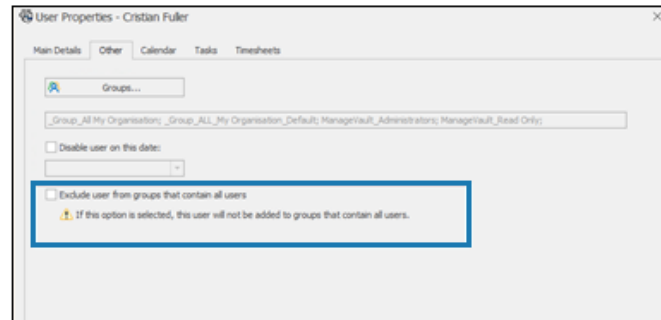 User Properties - Cristian Fuller
Main Details Other Calendar Tasks Timesheets
Groups...
_Group_All My Organisation; _Group_ALL_My Organisation_Default; ManageVault_Administrators; ManageVault_Read Only;
Disable user on this date:
Exclude user from groups that contain all users
If this option is selected, this user will not be added to groups that contain all users.